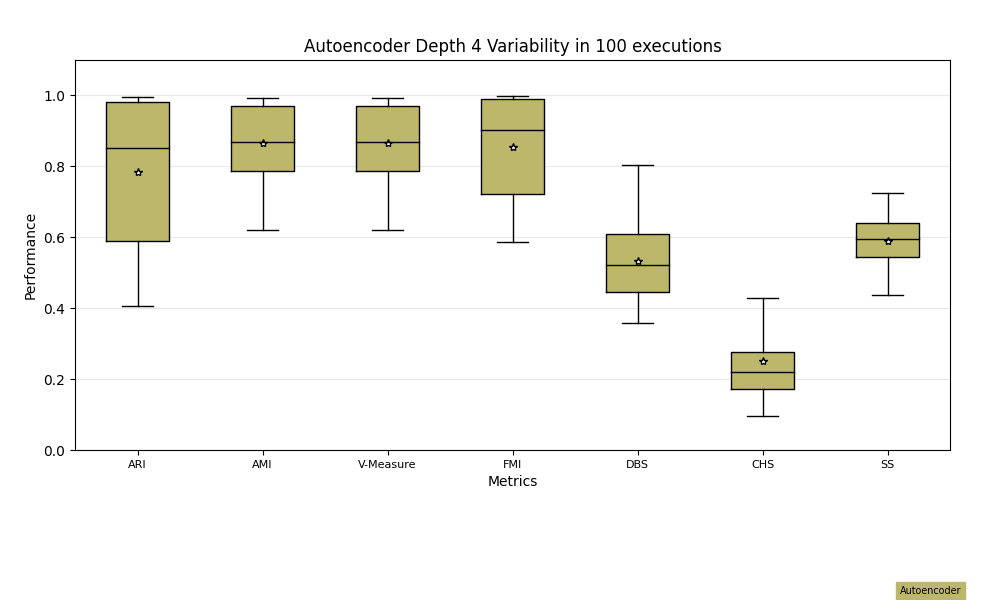 Autoencoder Depth 4 Variability in 100 executions
1.0
0.8
0.6
0.4
0.2
0.0
Performance
ARI AMI V-Measure FMI DBS CHS SS
Metrics
Autoencoder